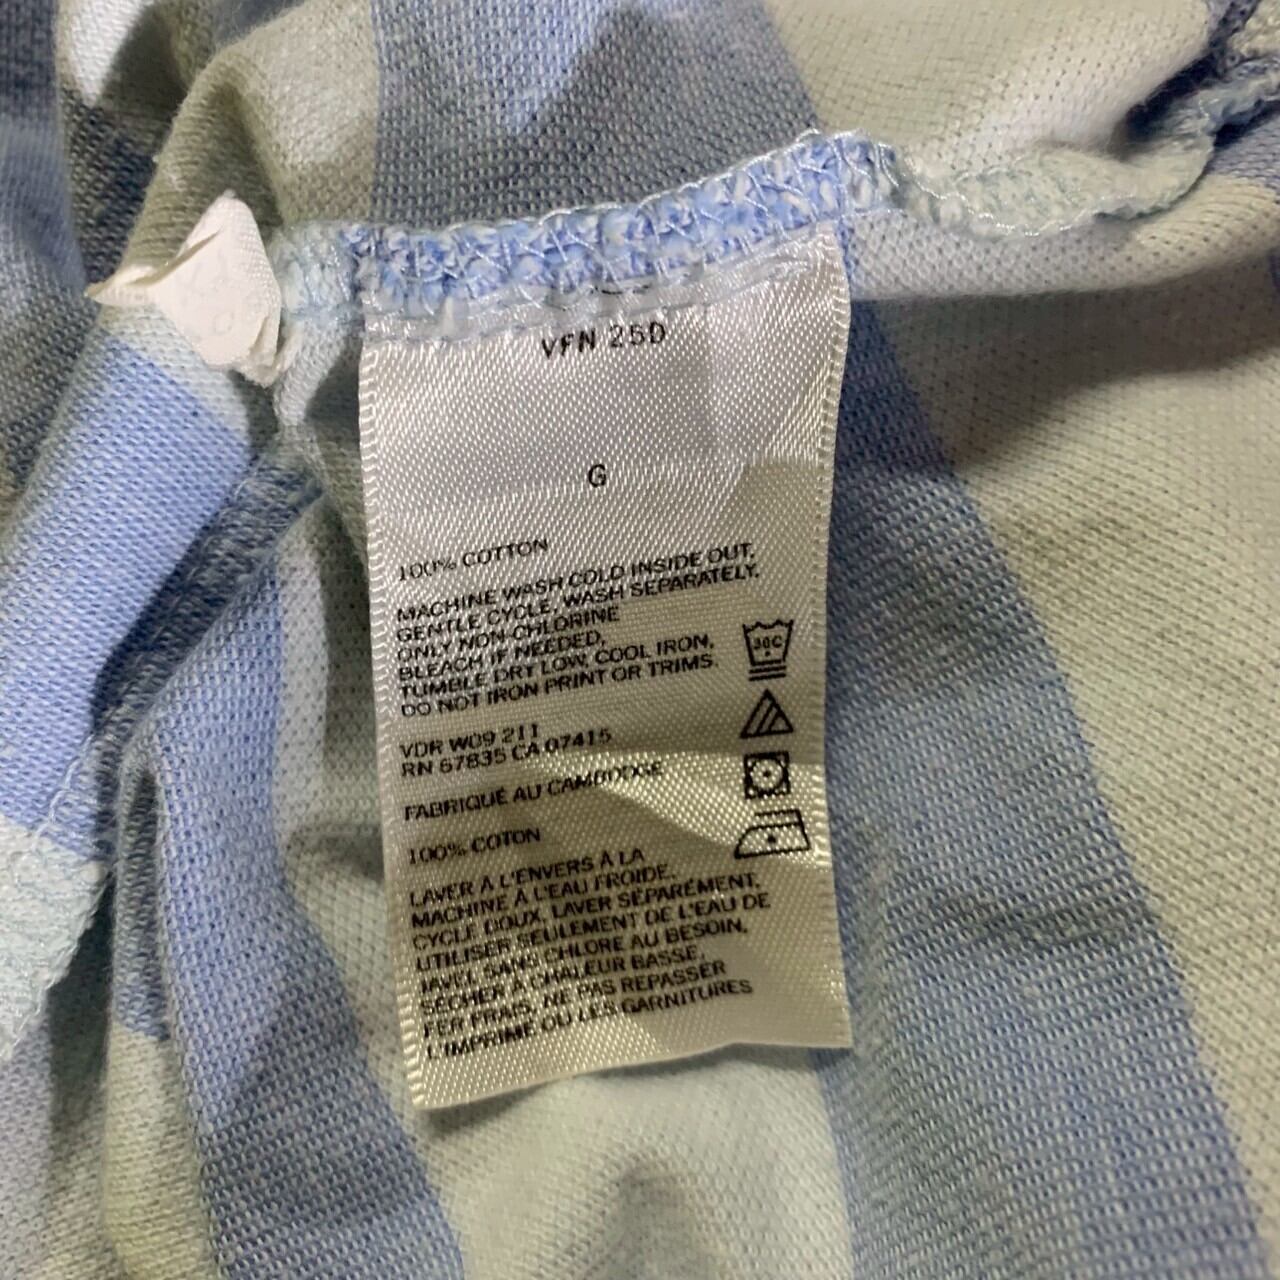 VFN 25D
G
100% COTTON
MACHINE WASH COLD INSIDE OUT,
GENTLE CYCLE, WASH SEPARATELY.
ONLY NON-CHLORINE
BLEACH IF NEEDED,
TUMBLE DRY LOW, COOL IRON,
DO NOT IRON PRINT OR TRIMS.
30C
VDR W09 211
RN 67835 CA 07415
FABRIQUÉ AU CAMBODGE
100% COTON
LAVER À L'ENVERS À LA
MACHINE À L'EAU FROIDE.
CYCLE DOUX, LAVER SÉPARÉMENT.
UTILISER SEULEMENT DE L'EAU DE
JAVEL SANS CHLORE AU BESOIN.
SÉCHER À CHALEUR BASSE.
FER FRAIS, NE PAS REPASSER
L'IMPRIMÉ OU LES GARNITURES